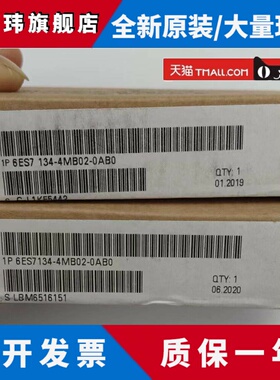 玮旗舰店
全新原装/大量现
天猫 TMALL.COM
1P 6ES7 134-4MB02-0AB0
QTY: 1
01.2019
1P 6ES7134-4MB02-0AB0
QTY: 1
06.2020
S LBM6516151
开发票
质保一年